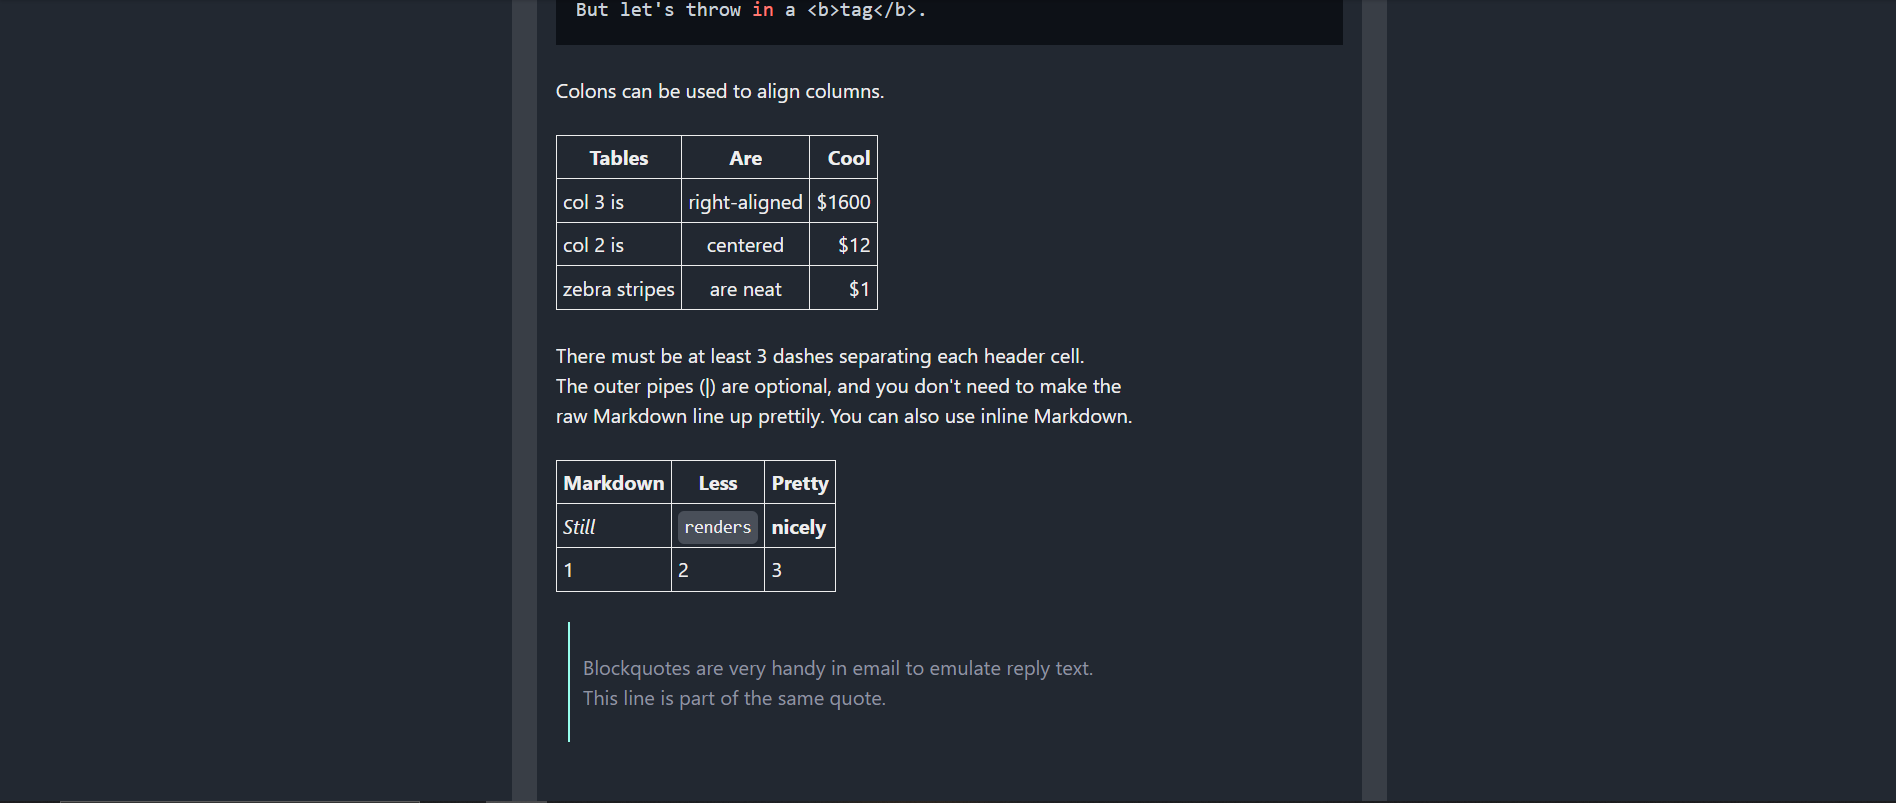 But let's throw in a <b>tag</b>.
Colons can be used to align columns.
Tables Are Cool
col 3 is right-aligned $1600
col 2 is centered $12
zebra stripes are neat $1
There must be at least 3 dashes separating each header cell.
The outer pipes (|) are optional, and you don't need to make the
raw Markdown line up prettily. You can also use inline Markdown.
Markdown Less Pretty
Still renders nicely
1 2 3
Blockquotes are very handy in email to emulate reply text.
This line is part of the same quote.